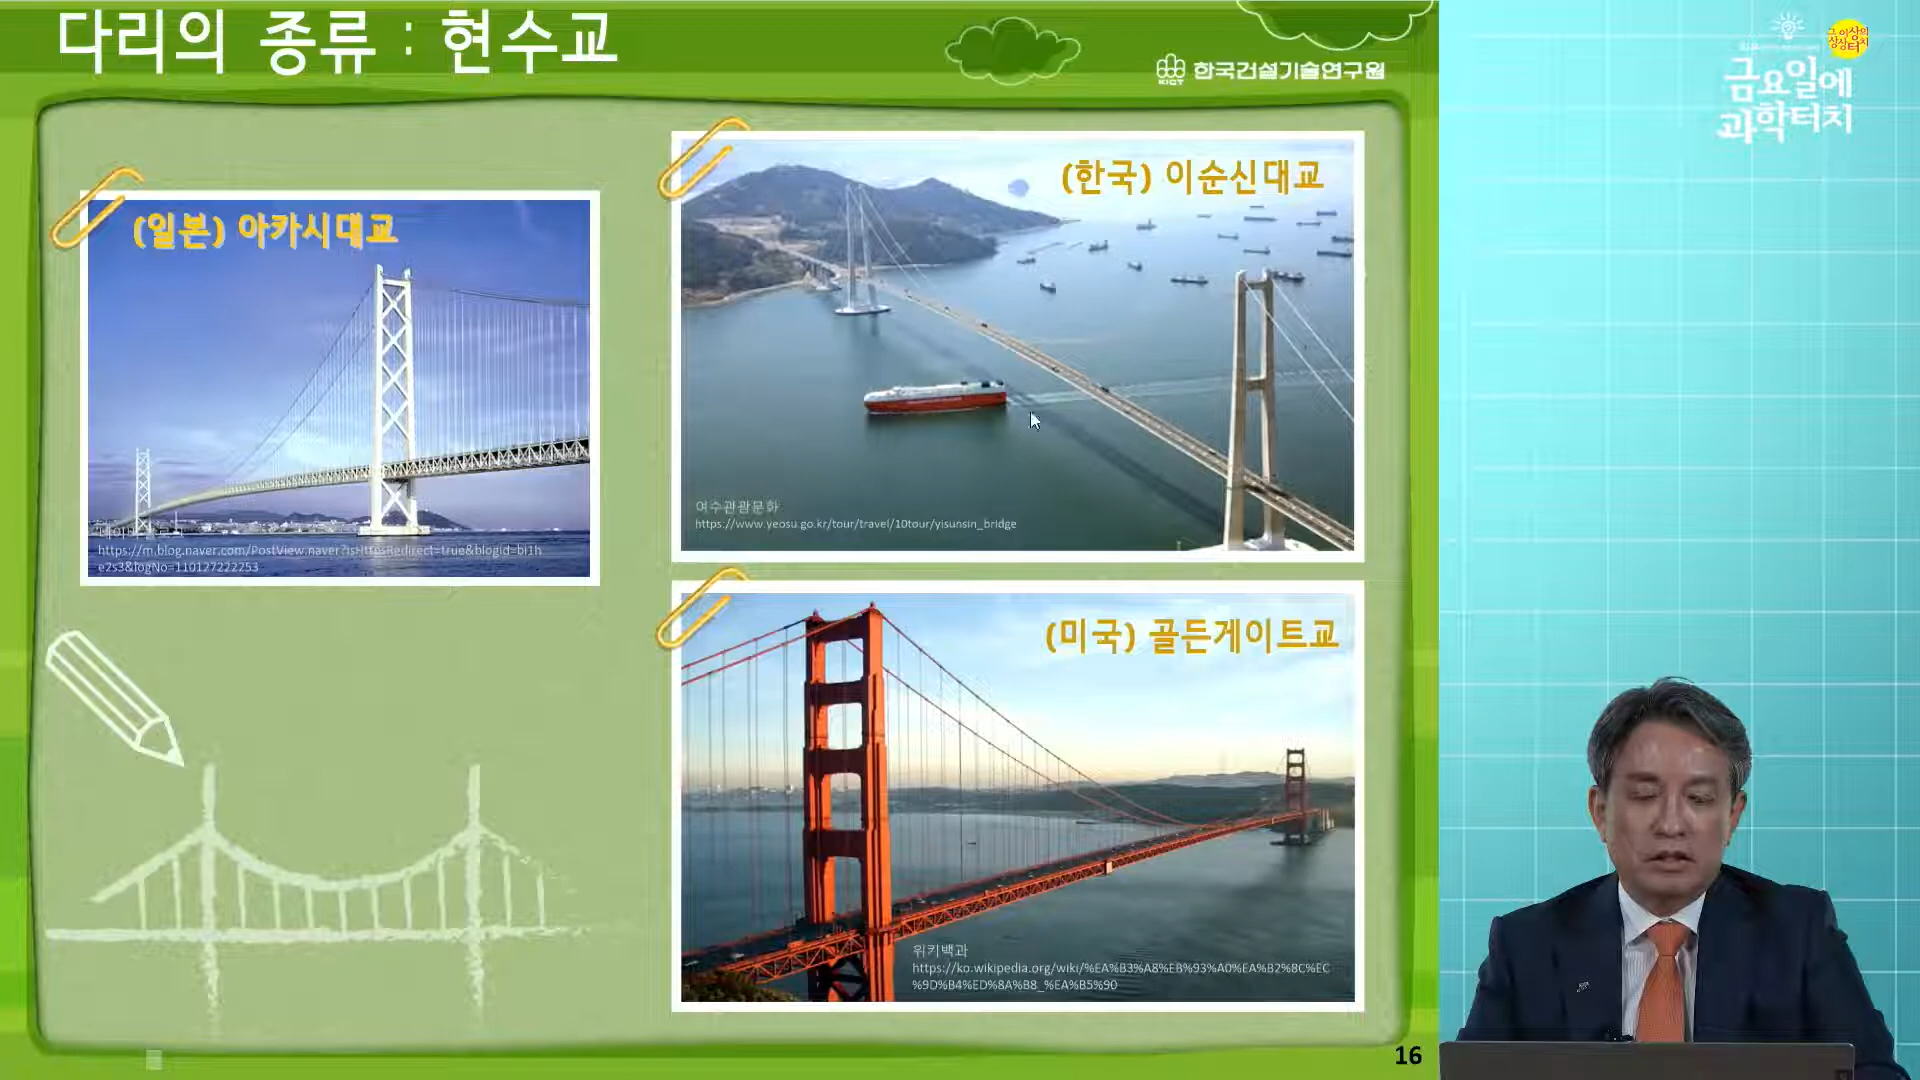 다리의 종류 : 현수교
한국건설기술연구원
KICT
금요일에
과학터치
(일본) 아카시대교
https://m.blog.naver.com/PostView.naver?isHttpsRedirect=true&blogId=bi1h
e2s3&logNo=110127222253
(한국) 이순신대교
여수관광문화
https://www.yeosu.go.kr/tour/travel/10tour/yisunsin_bridge
(미국) 골든게이트교
위키백과
https://ko.wikipedia.org/wiki/%EA%B3%A8%EB%93%A0%EA%B2%8C%EC
%9D%B4%ED%8A%B8_%EA%B5%90
16